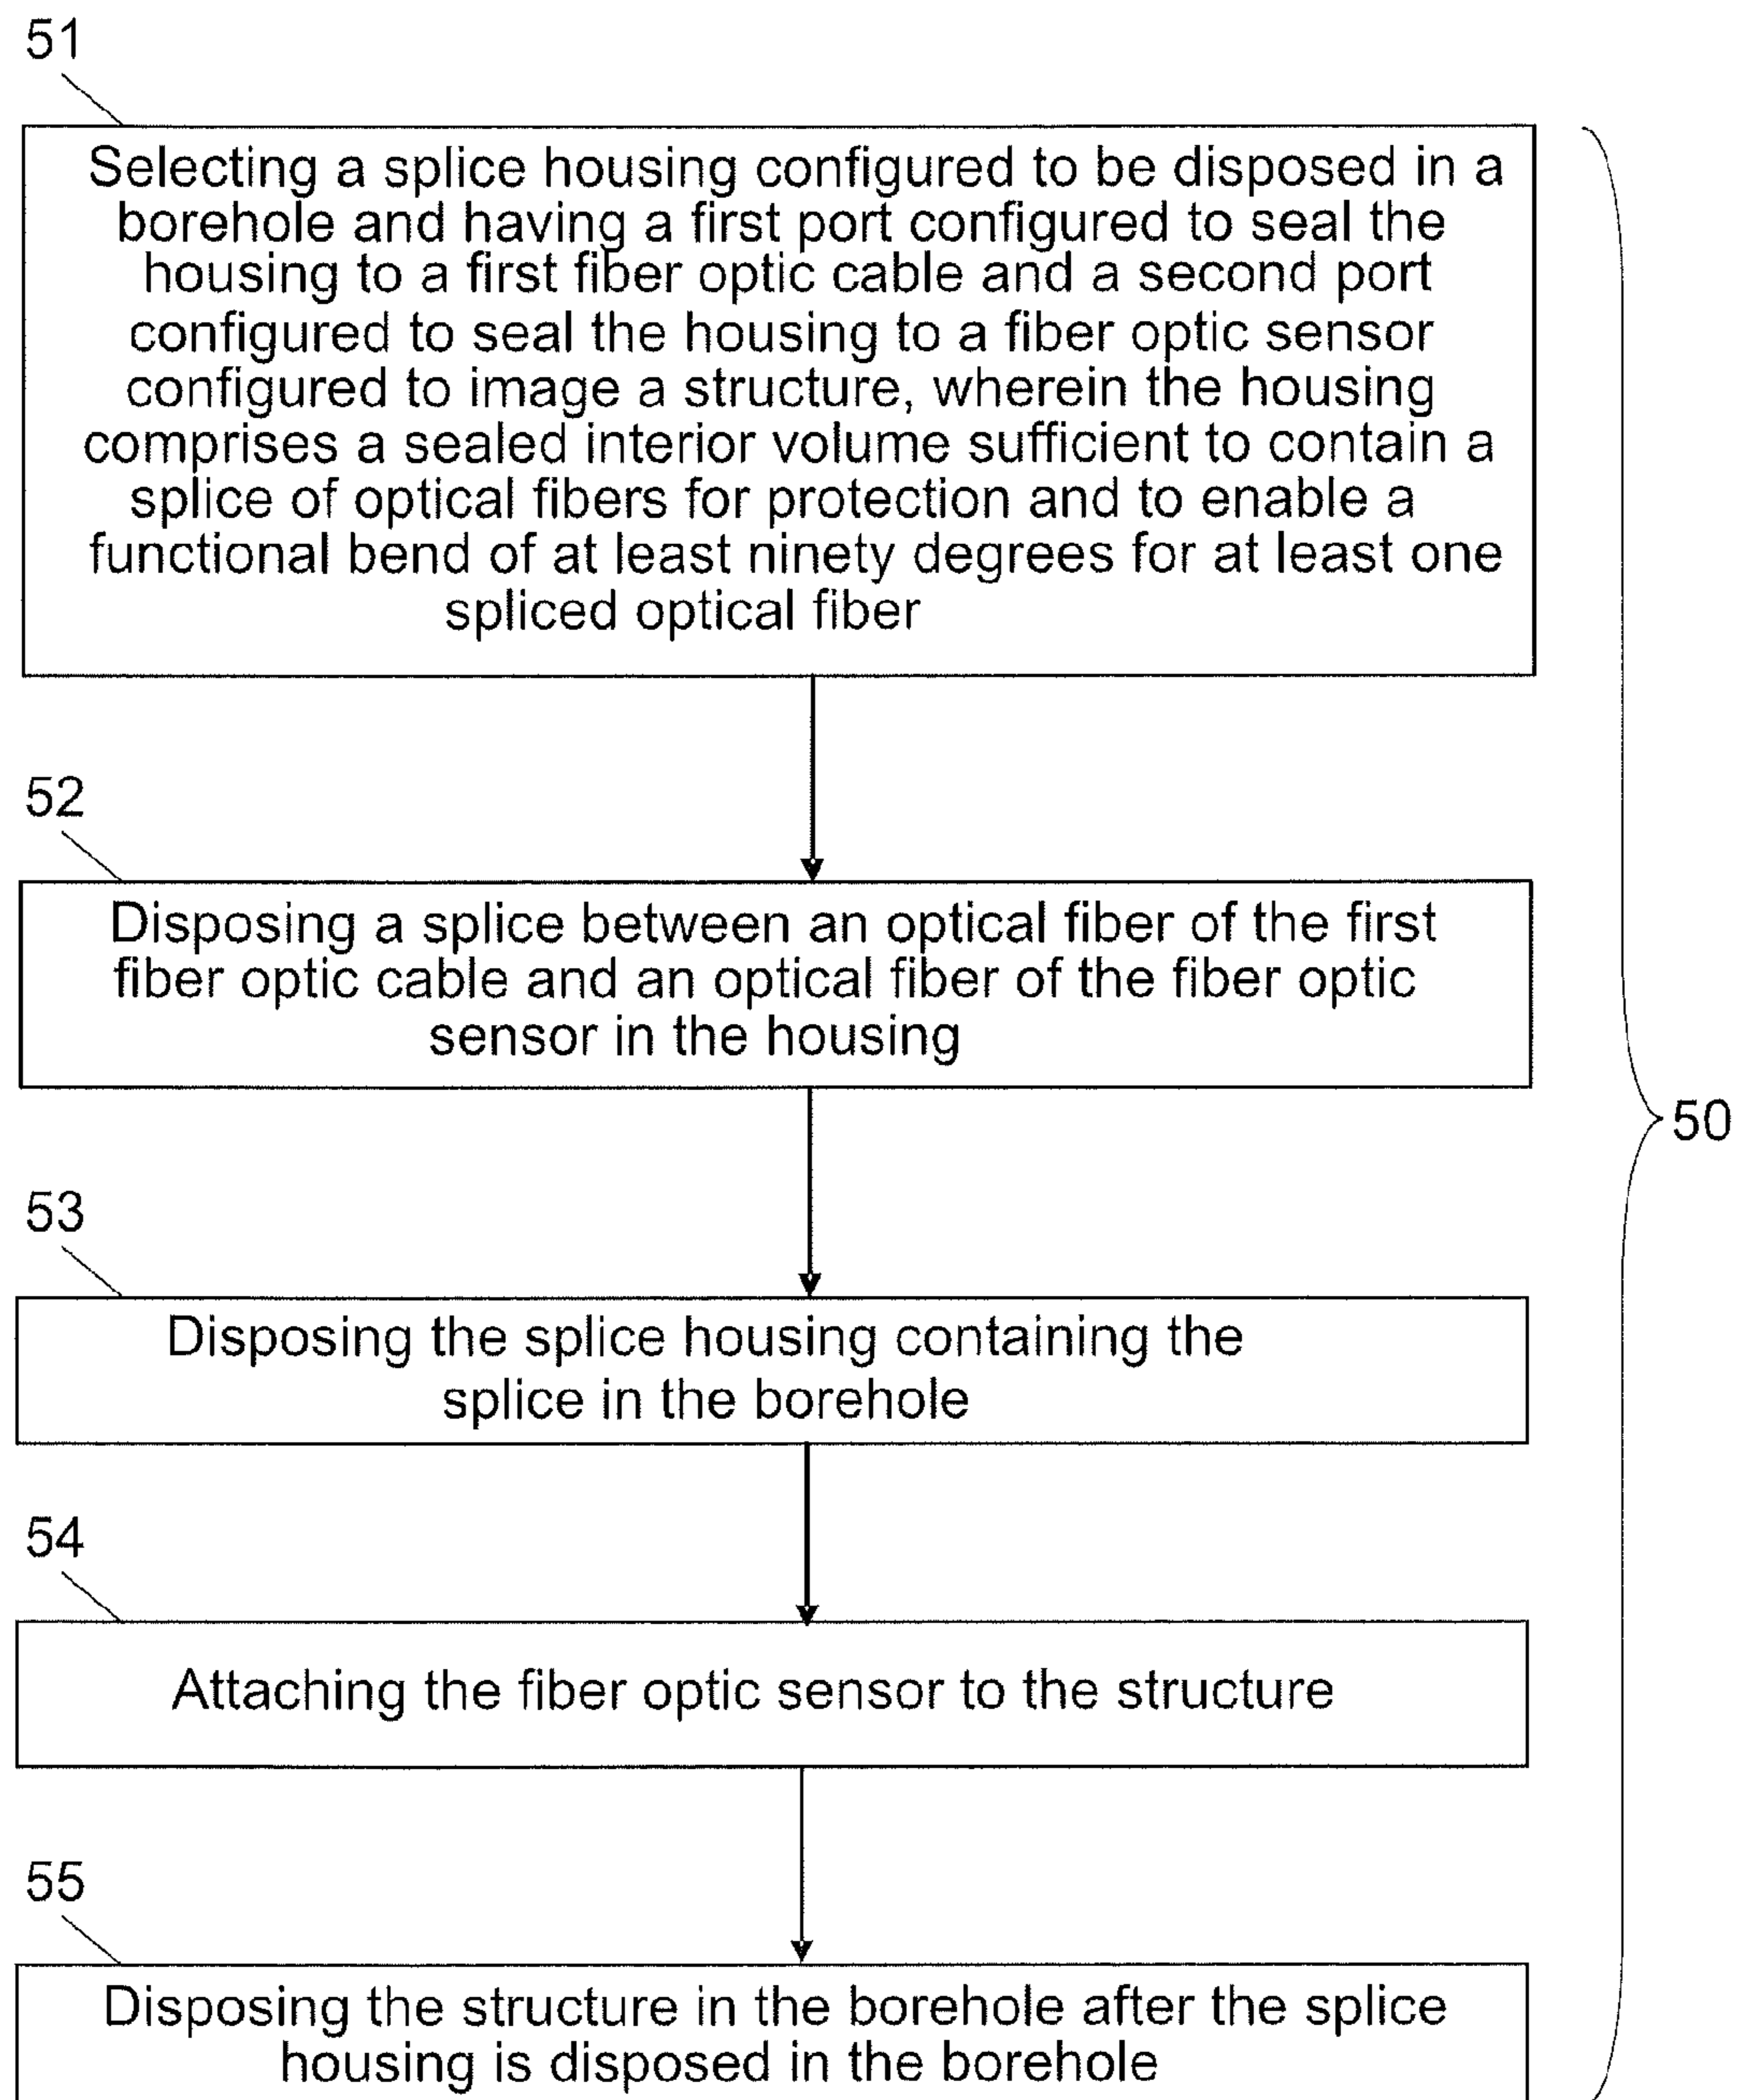 51
Selecting a splice housing configured to be disposed in a
borehole and having a first port configured to seal the
housing to a first fiber optic cable and a second port
configured to seal the housing to a fiber optic sensor
configured to image a structure, wherein the housing
comprises a sealed interior volume sufficient to contain a
splice of optical fibers for protection and to enable a
functional bend of at least ninety degrees for at least one
spliced optical fiber
52
Disposing a splice between an optical fiber of the first
fiber optic cable and an optical fiber of the fiber optic
sensor in the housing
50
53
Disposing the splice housing containing the
splice in the borehole
54
Attaching the fiber optic sensor to the structure
55
Disposing the structure in the borehole after the splice
housing is disposed in the borehole